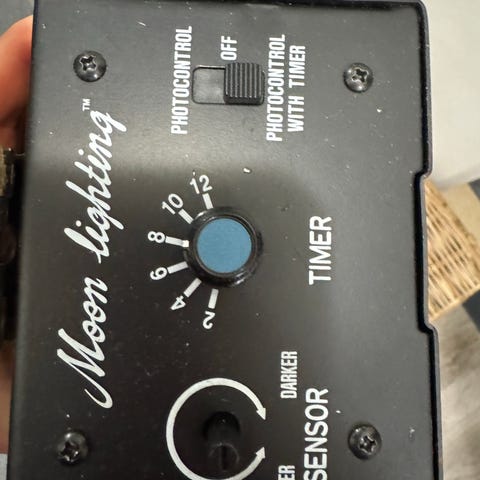 Moon lighting™
PHOTOCONTROL
OFF
PHOTOCONTROL
WITH TIMER
2
4
6
8
10
12
TIMER
DARKER
SENSOR